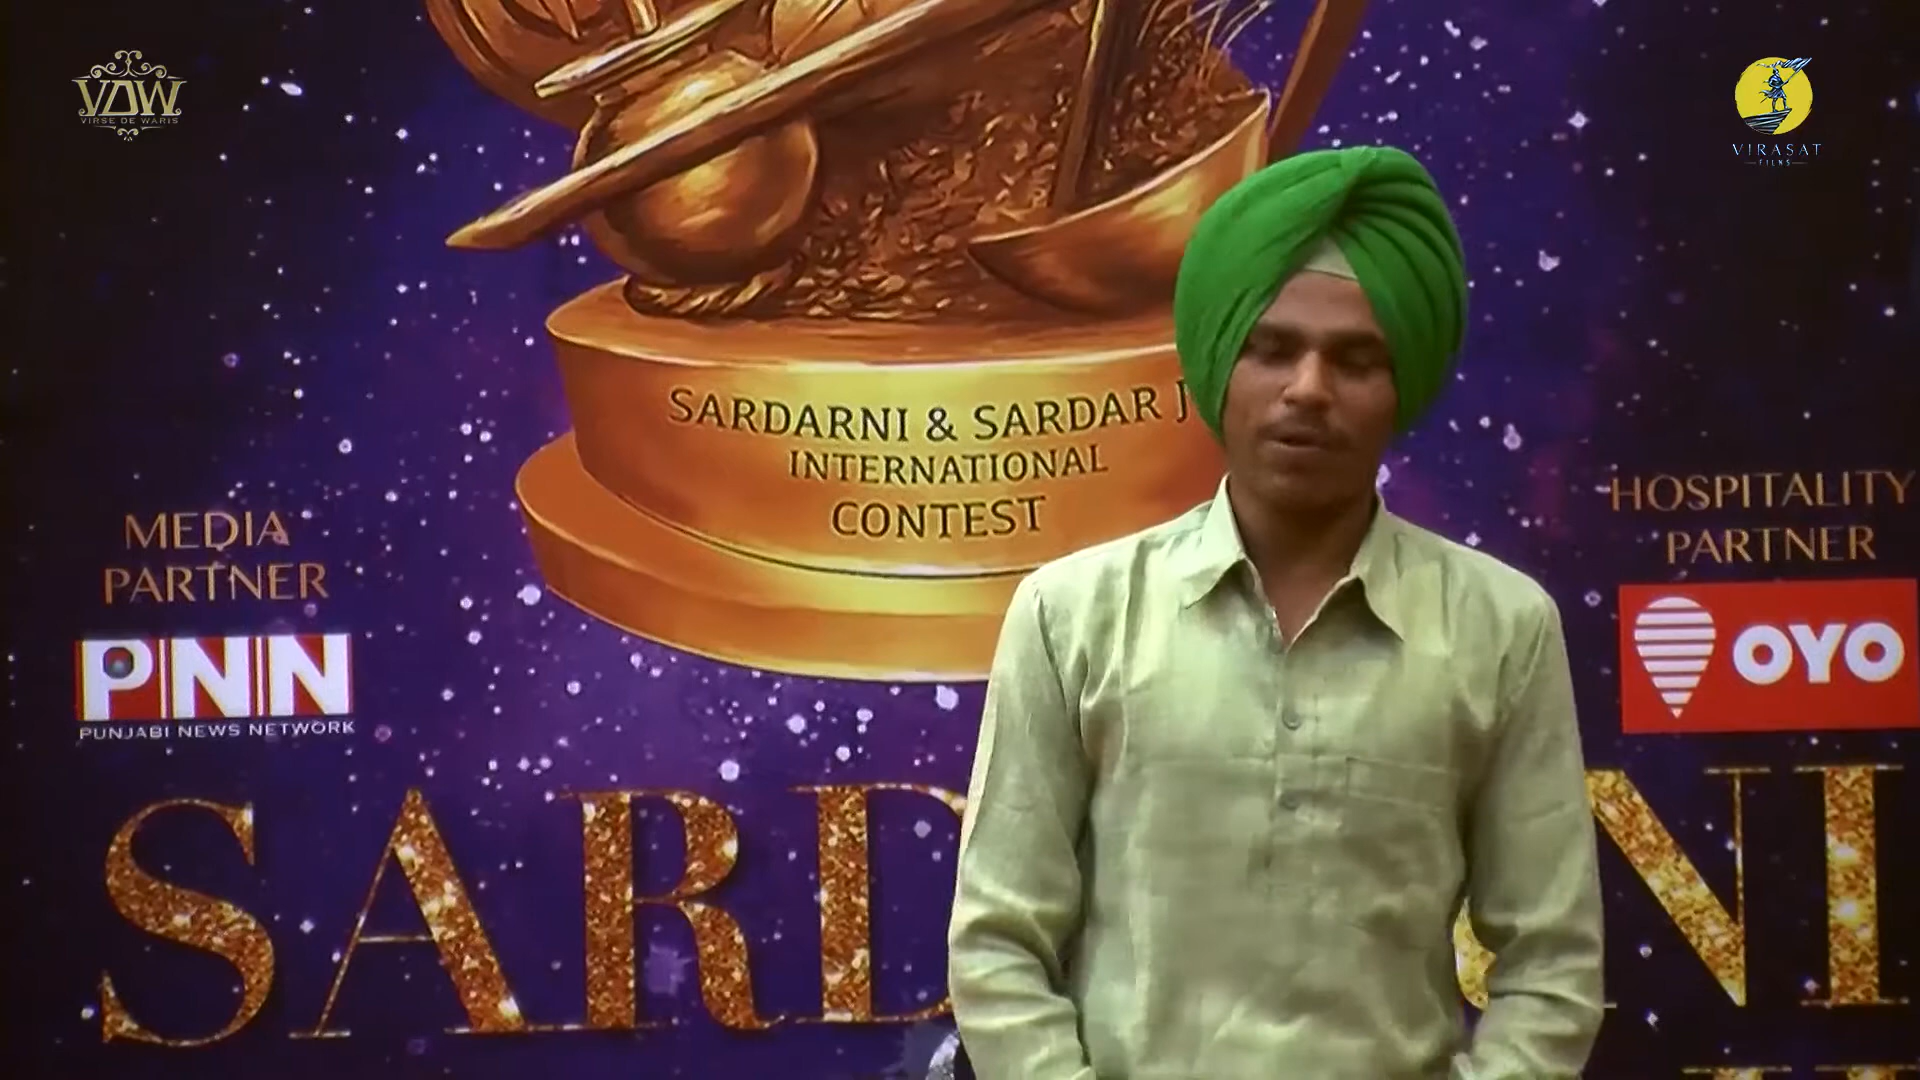 VDW
VIRSE DE WARIS
VIRASAT
FILMS
SARDARNI & SARDAR J
INTERNATIONAL
CONTEST
MEDIA
PARTNER
PNN
PUNJABI NEWS NETWORK
HOSPITALITY
PARTNER
OYO
SARD NI